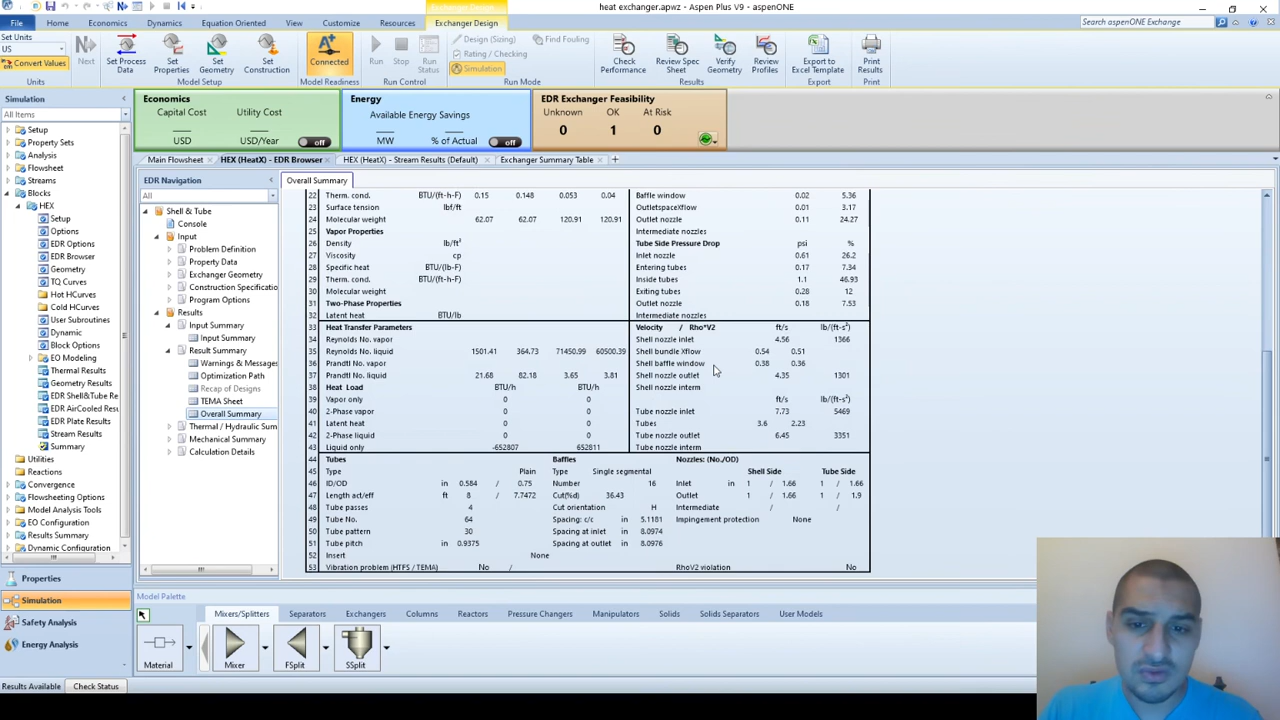 heat exchanger.apwz - Aspen Plus V9 - aspenONE
Exchanger Design
File Home Economics Dynamics Equation Oriented View Customize Resources Exchanger Design
Search aspenONE Exchange
Set Units
US
Convert Values
Units
Next
Set Process Data
Set Properties
Set Geometry
Set Construction
Model Setup
Connected
Model Readiness
Run
Stop
Run Status
Run Control
Design (Sizing)
Find Fouling
Rating / Checking
Simulation
Run Mode
Check Performance
Review Spec Sheet
Verify Geometry
Review Profiles
Results
Export to Excel Template
Export
Print Results
Print
Economics
Capital Cost Utility Cost
USD USD/Year off
Energy
Available Energy Savings
MW % of Actual off
EDR Exchanger Feasibility
Unknown OK At Risk
0 1 0
Simulation
All Items
Setup
Property Sets
Analysis
Flowsheet
Streams
Blocks
HEX
Setup
Options
EDR Options
EDR Browser
Geometry
TQ Curves
Hot HCurves
Cold HCurves
User Subroutines
Dynamic
EO Modeling
Thermal Results
Geometry Results
EDR Shell&Tube Re
EDR AirCooled Res
EDR Plate Results
Stream Results
Summary
Utilities
Reactions
Convergence
Flowsheeting Options
Model Analysis Tools
EO Configuration
Results Summary
Dynamic Configuration
Properties
Simulation
Safety Analysis
Energy Analysis
Main Flowsheet HEX (HeatX) - EDR Browser HEX (HeatX) - Stream Results (Default) Exchanger Summary Table +
EDR Navigation
All
Shell & Tube
Console
Input
Problem Definition
Property Data
Exchanger Geometry
Construction Specificatio
Program Options
Results
Input Summary
Input Summary
Result Summary
Warnings & Messages
Optimization Path
Recap of Designs
TEMA Sheet
Overall Summary
Thermal / Hydraulic Sum
Mechanical Summary
Calculation Details
Overall Summary
22 Therm. cond. BTU/(ft-h-F) 0.15 0.148 0.053 0.04 Baffle window 0.02 5.36
23 Surface tension lbf/ft OutletspaceXflow 0.01 3.17
24 Molecular weight 62.07 62.07 120.91 120.91 Outlet nozzle 0.11 24.27
25 Vapor Properties Intermediate nozzles
26 Density lb/ft³ Tube Side Pressure Drop psi %
27 Viscosity cp Inlet nozzle 0.61 26.2
28 Specific heat BTU/(lb-F) Entering tubes 0.17 7.34
29 Therm. cond. BTU/(ft-h-F) Inside tubes 1.1 46.93
30 Molecular weight Exiting tubes 0.28 12
31 Two-Phase Properties Outlet nozzle 0.18 7.53
32 Latent heat BTU/lb Intermediate nozzles
33 Heat Transfer Parameters Velocity / Rho*V2 ft/s lb/(ft-s²)
34 Reynolds No. vapor Shell nozzle inlet 4.56 1366
35 Reynolds No. liquid 1501.41 364.73 71450.99 60500.39 Shell bundle Xflow 0.54 0.51
36 Prandtl No. vapor Shell baffle window 0.38 0.36
37 Prandtl No. liquid 21.68 82.18 3.65 3.81 Shell nozzle outlet 4.35 1301
38 Heat Load BTU/h BTU/h Shell nozzle interm
39 Vapor only 0 0 ft/s lb/(ft-s²)
40 2-Phase vapor 0 0 Tube nozzle inlet 7.73 5469
41 Latent heat 0 0 Tubes 3.6 2.23
42 2-Phase liquid 0 0 Tube nozzle outlet 6.45 3351
43 Liquid only -652807 652811 Tube nozzle interm
44 Tubes Baffles Nozzles: (No./OD)
45 Type Plain Type Single segmental Shell Side Tube Side
46 ID/OD in 0.584 / 0.75 Number 16 Inlet in 1 / 1.66 1 / 1.66
47 Length act/eff ft 8 / 7.7472 Cut(%d) 36.43 Outlet 1 / 1.66 1 / 1.9
48 Tube passes 4 Cut orientation H Intermediate / /
49 Tube No. 64 Spacing: c/c in 5.1181 Impingement protection None
50 Tube pattern 30 Spacing at inlet in 8.0974
51 Tube pitch in 0.9375 Spacing at outlet in 8.0976
52 Insert None
53 Vibration problem (HTFS / TEMA) No / RhoV2 violation No
Model Palette
Mixers/Splitters Separators Exchangers Columns Reactors Pressure Changers Manipulators Solids Solids Separators User Models
Material Mixer FSplit SSplit
Results Available Check Status